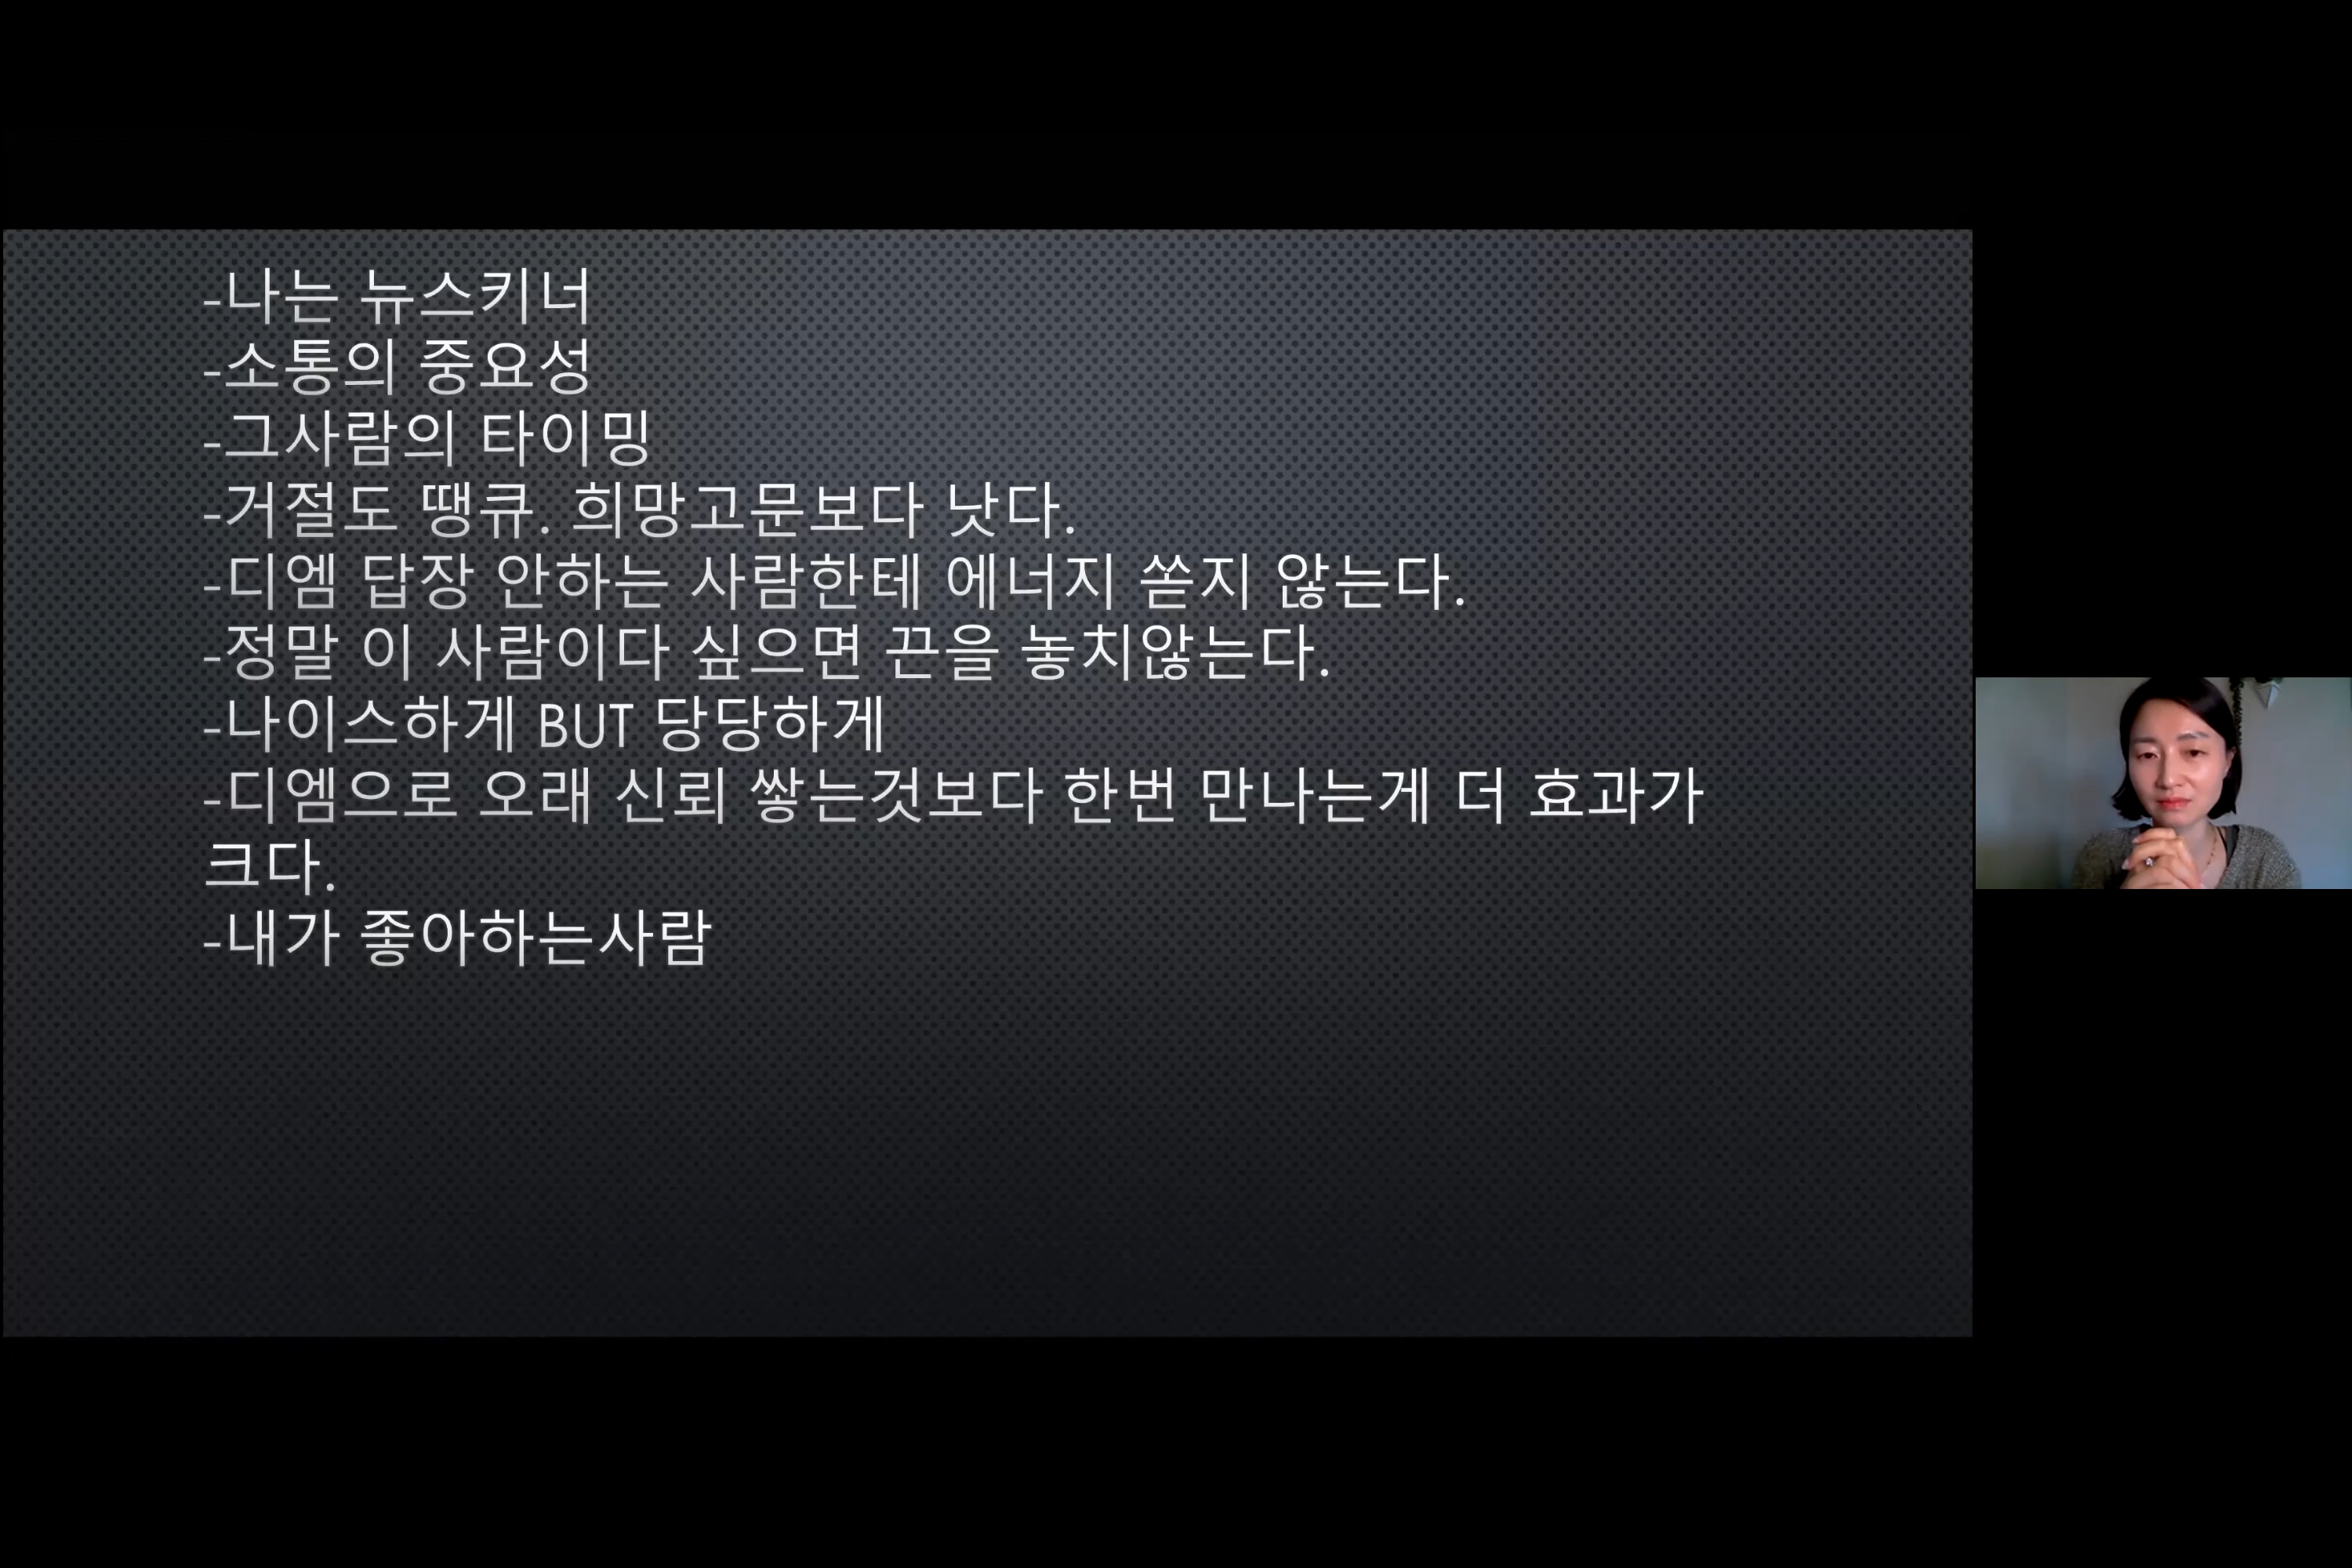 -나는 뉴스키너
-소통의 중요성
-그사람의 타이밍
-거절도 땡큐. 희망고문보다 낫다.
-디엠 답장 안하는 사람한테 에너지 쏟지 않는다.
-정말 이 사람이다 싶으면 끈을 놓치않는다.
-나이스하게 BUT 당당하게
-디엠으로 오래 신뢰 쌓는것보다 한번 만나는게 더 효과가
크다.
-내가 좋아하는사람